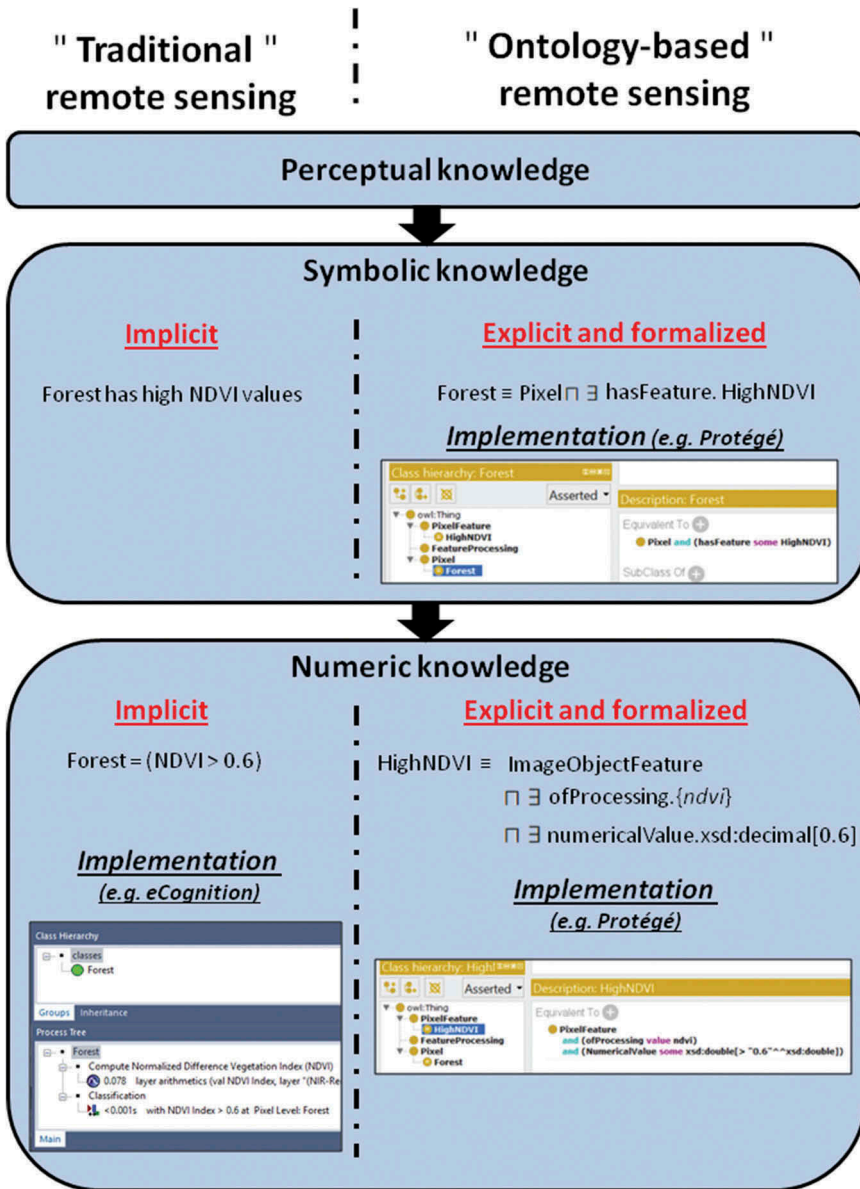 " Traditional "
remote sensing
" Ontology-based "
remote sensing
Perceptual knowledge
Symbolic knowledge
Implicit
Forest has high NDVI values
Explicit and formalized
Forest ≡ Pixel ⊓ ∃ hasFeature. HighNDVI
Implementation (e.g. Protégé)
Class hierarchy: Forest
Asserted
owl:Thing
PixelFeature
HighNDVI
FeatureProcessing
Pixel
Forest
Description: Forest
Equivalent To
Pixel and (hasFeature some HighNDVI)
SubClass Of
Numeric knowledge
Implicit
Forest = (NDVI > 0.6)
Implementation
(e.g. eCognition)
Class Hierarchy
classes
Forest
Groups Inheritance
Process Tree
Forest
Compute Normalized Difference Vegetation Index (NDVI)
0.078 layer arithmetics (val NDVI Index, layer "(NIR-Re
Classification
<0.001s with NDVI Index > 0.6 at Pixel Level: Forest
Main
Explicit and formalized
HighNDVI ≡ ImageObjectFeature
⊓ ∃ ofProcessing.{ndvi}
⊓ ∃ numericalValue.xsd:decimal[0.6]
Implementation
(e.g. Protégé)
Class hierarchy: High
Asserted
owl:Thing
PixelFeature
HighNDVI
FeatureProcessing
Pixel
Forest
Description: HighNDVI
Equivalent To
PixelFeature
and (ofProcessing value ndvi)
and (NumericalValue some xsd:double[> "0.6"^^xsd:double])